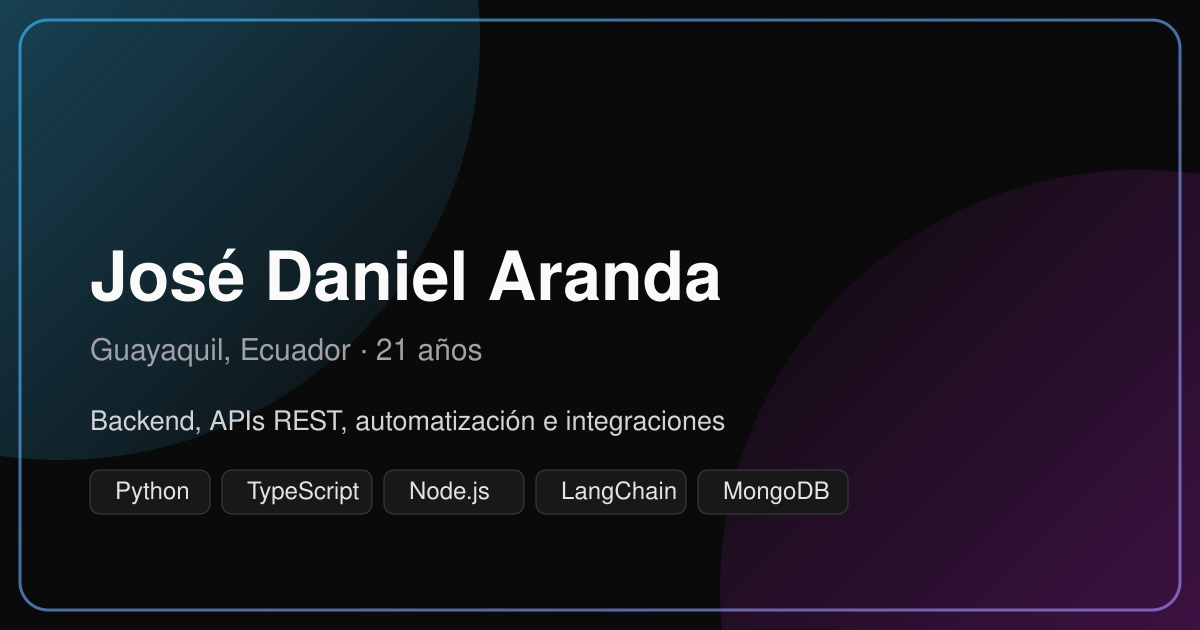 José Daniel Aranda
Guayaquil, Ecuador · 21 años
Backend, APIs REST, automatización e integraciones
Python TypeScript Node.js LangChain MongoDB